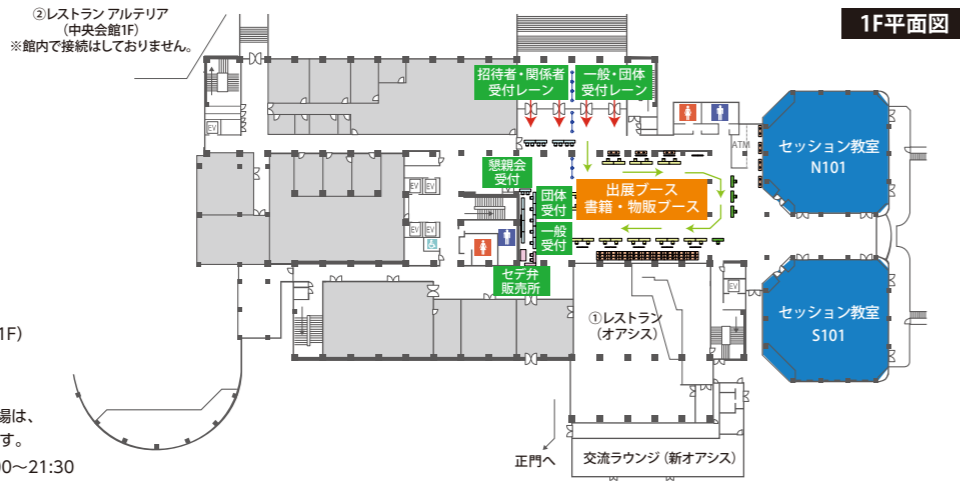 ②レストラン アルテリア
(中央会館1F)
※館内で接続はしておりません。
1F平面図
招待者・関係者
受付レーン
一般・団体
受付レーン
EV
ATM
セッション教室
N101
懇親会
受付
EV
EV
団体
受付
出展ブース
書籍・物販ブース
EV
EV
一般
受付
セデ弁
販売所
EV
①レストラン
(オアシス)
セッション教室
S101
1F)
場は、
す。
00〜21:30
正門へ
交流ラウンジ(新オアシス)